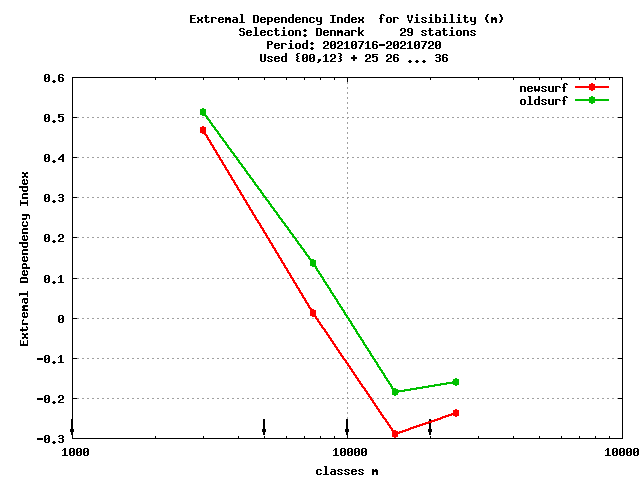 Extremal Dependency Index  for Visibility (m)
Selection: Denmark     29 stations
Period: 20210716-20210720
Used {00,12} + 25 26 ... 36
newsurf
oldsurf
0.6
0.5
0.4
0.3
0.2
0.1
0
-0.1
-0.2
-0.3
Extremal Dependency Index
1000
10000
10000
classes m